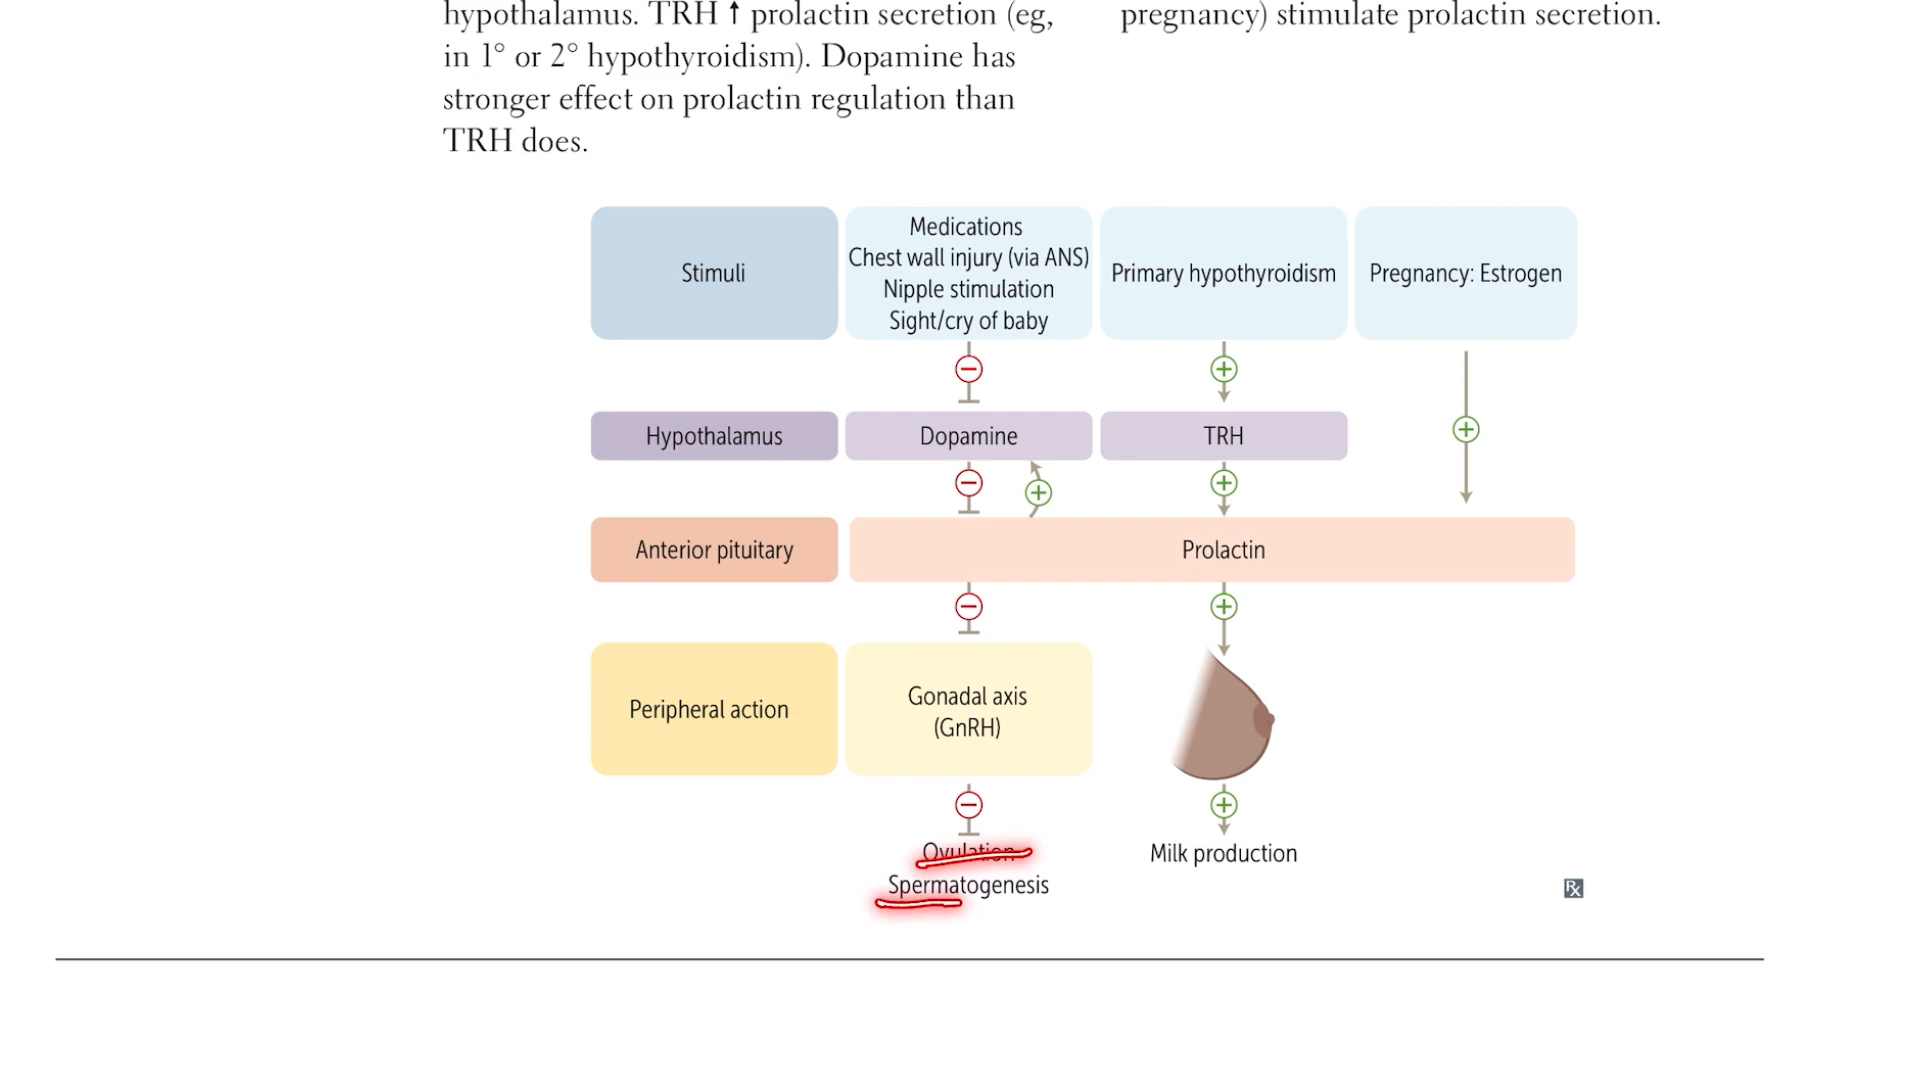 hypothalamus. TRH ↑ prolactin secretion (eg,
in 1° or 2° hypothyroidism). Dopamine has
stronger effect on prolactin regulation than
TRH does.
pregnancy) stimulate prolactin secretion.
Stimuli
Medications
Chest wall injury (via ANS)
Nipple stimulation
Sight/cry of baby
Primary hypothyroidism
Pregnancy: Estrogen
Hypothalamus
Dopamine
TRH
Anterior pituitary
Prolactin
Peripheral action
Gonadal axis
(GnRH)
Ovulation
Spermatogenesis
Milk production
℞